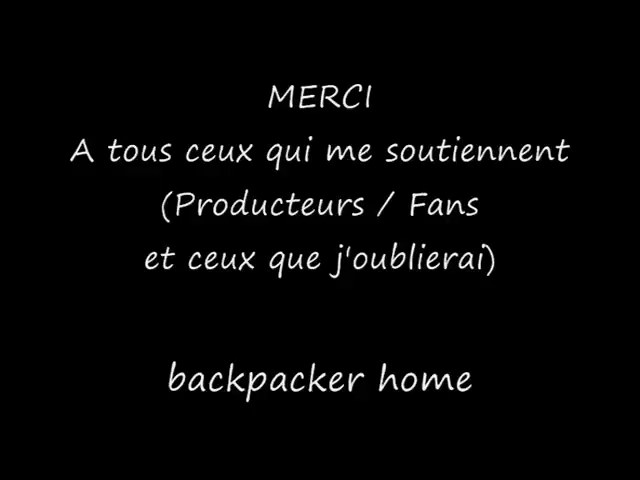 MERCI
A tous ceux qui me soutiennent
(Producteurs / Fans
et ceux que j'oublierai)
backpacker home